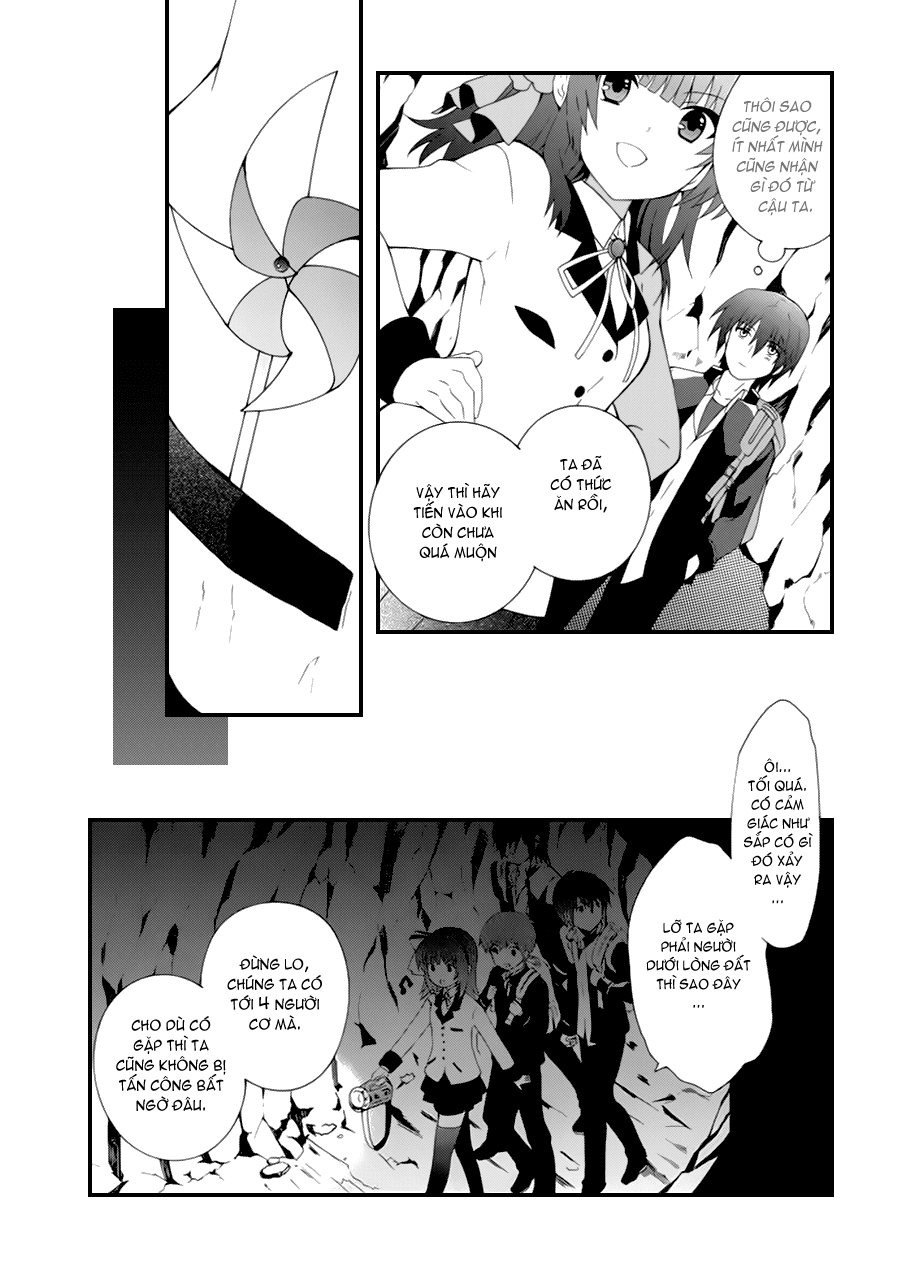 THÔI SAO
CŨNG ĐƯỢC,
ÍT NHẤT MÌNH
CŨNG NHẬN
GÌ ĐÓ TỪ
CẬU TA.
TA ĐÃ
CÓ THỨC
ĂN RỒI,
VẬY THÌ HÃY
TIẾN VÀO KHI
CÒN CHƯA
QUÁ MUỘN
ÔI...
TỐI QUÁ.
CÓ CẢM
GIÁC NHƯ
SẮP CÓ GÌ
ĐÓ XẢY
RA VẬY
...
LỠ TA GẶP
PHẢI NGƯỜI
DƯỚI LÒNG ĐẤT
THÌ SAO ĐÂY
...
ĐỪNG LO,
CHÚNG TA CÓ
TỚI 4 NGƯỜI
CƠ MÀ.
CHO DÙ CÓ
GẶP THÌ TA
CŨNG KHÔNG BỊ
TẤN CÔNG BẤT
NGỜ ĐÂU.